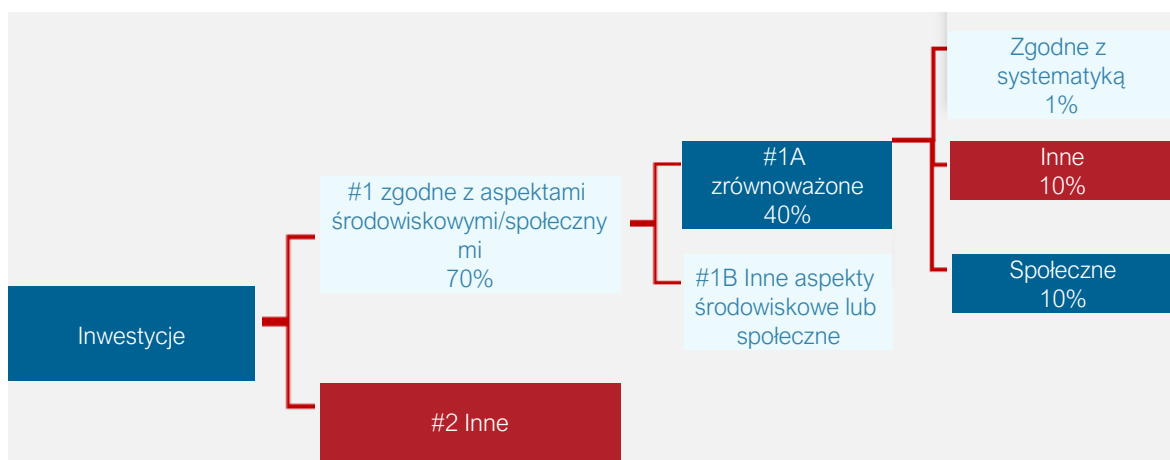 Zgodne z
systematyką
1%
#1A
zrównoważone
40%
Inne
10%
#1 zgodne z aspektami
środowiskowymi/społeczny
mi
70%
#1B Inne aspekty
środowiskowe lub
społeczne
Społeczne
10%
Inwestycje
#2 Inne